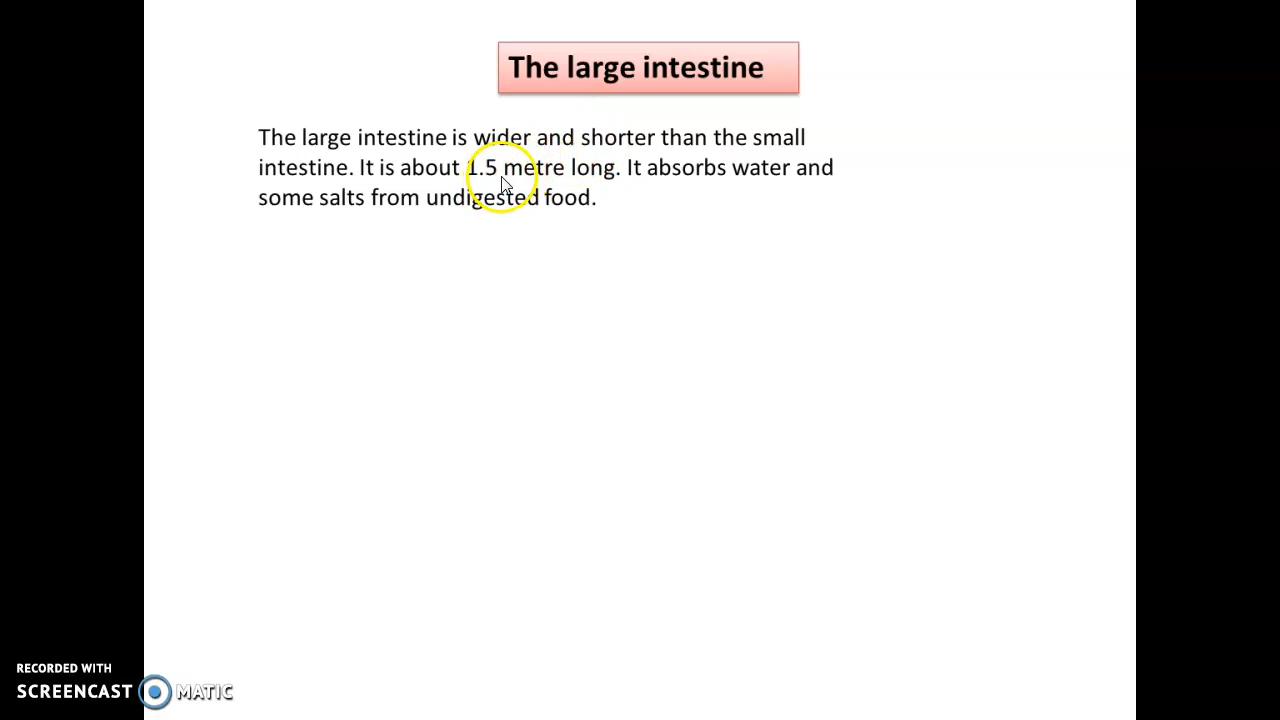 The large intestine
The large intestine is wider and shorter than the small
intestine. It is about 1.5 metre long. It absorbs water and
some salts from undigested food.
RECORDED WITH
SCREENCAST MATIC